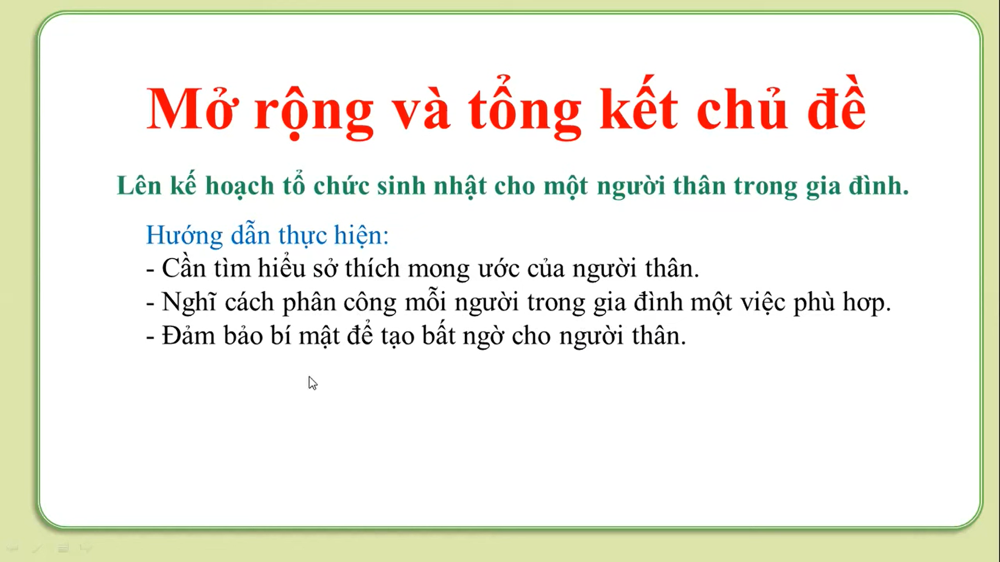 Mở rộng và tổng kết chủ đề
Lên kế hoạch tổ chức sinh nhật cho một người thân trong gia đình.
Hướng dẫn thực hiện:
- Cần tìm hiểu sở thích mong ước của người thân.
- Nghĩ cách phân công mỗi người trong gia đình một việc phù hơp.
- Đảm bảo bí mật để tạo bất ngờ cho người thân.